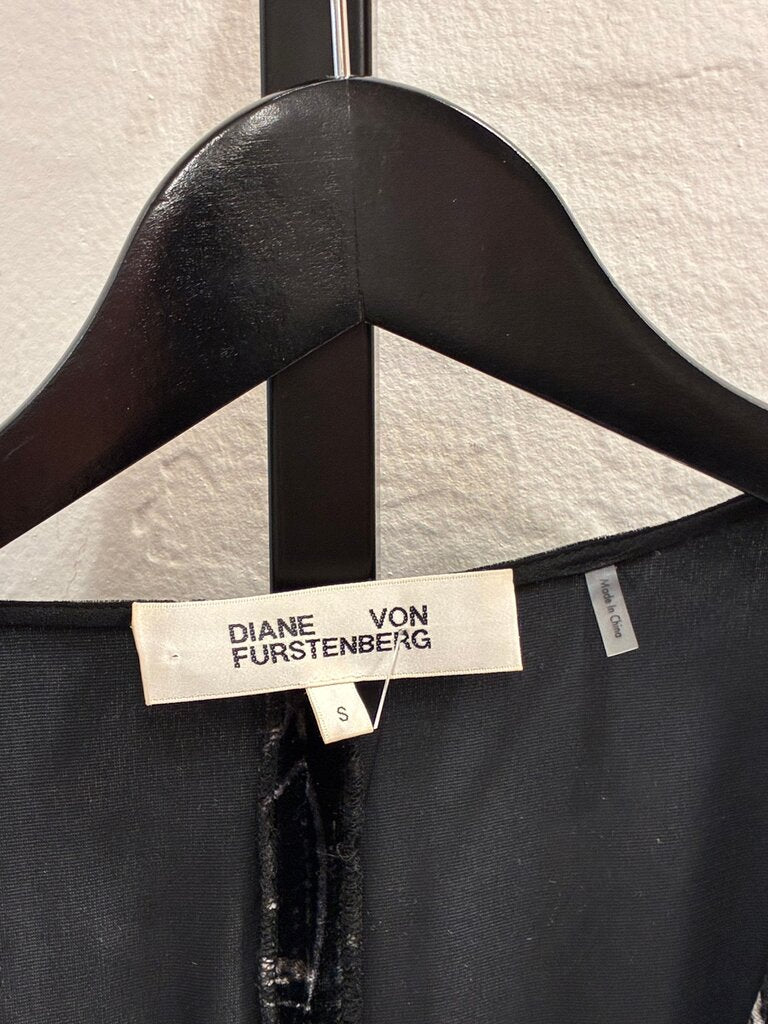 DIANE VON
FURSTENBERG
S
Made In China